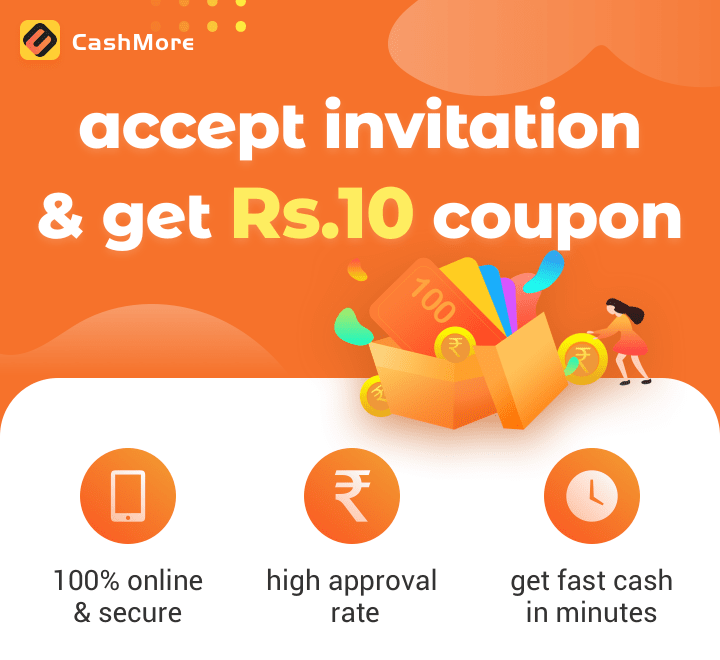 CashMore
accept invitation
& get Rs.10 coupon
100
₹
₹
₹
₹
100% online
& secure
high approval
rate
get fast cash
in minutes